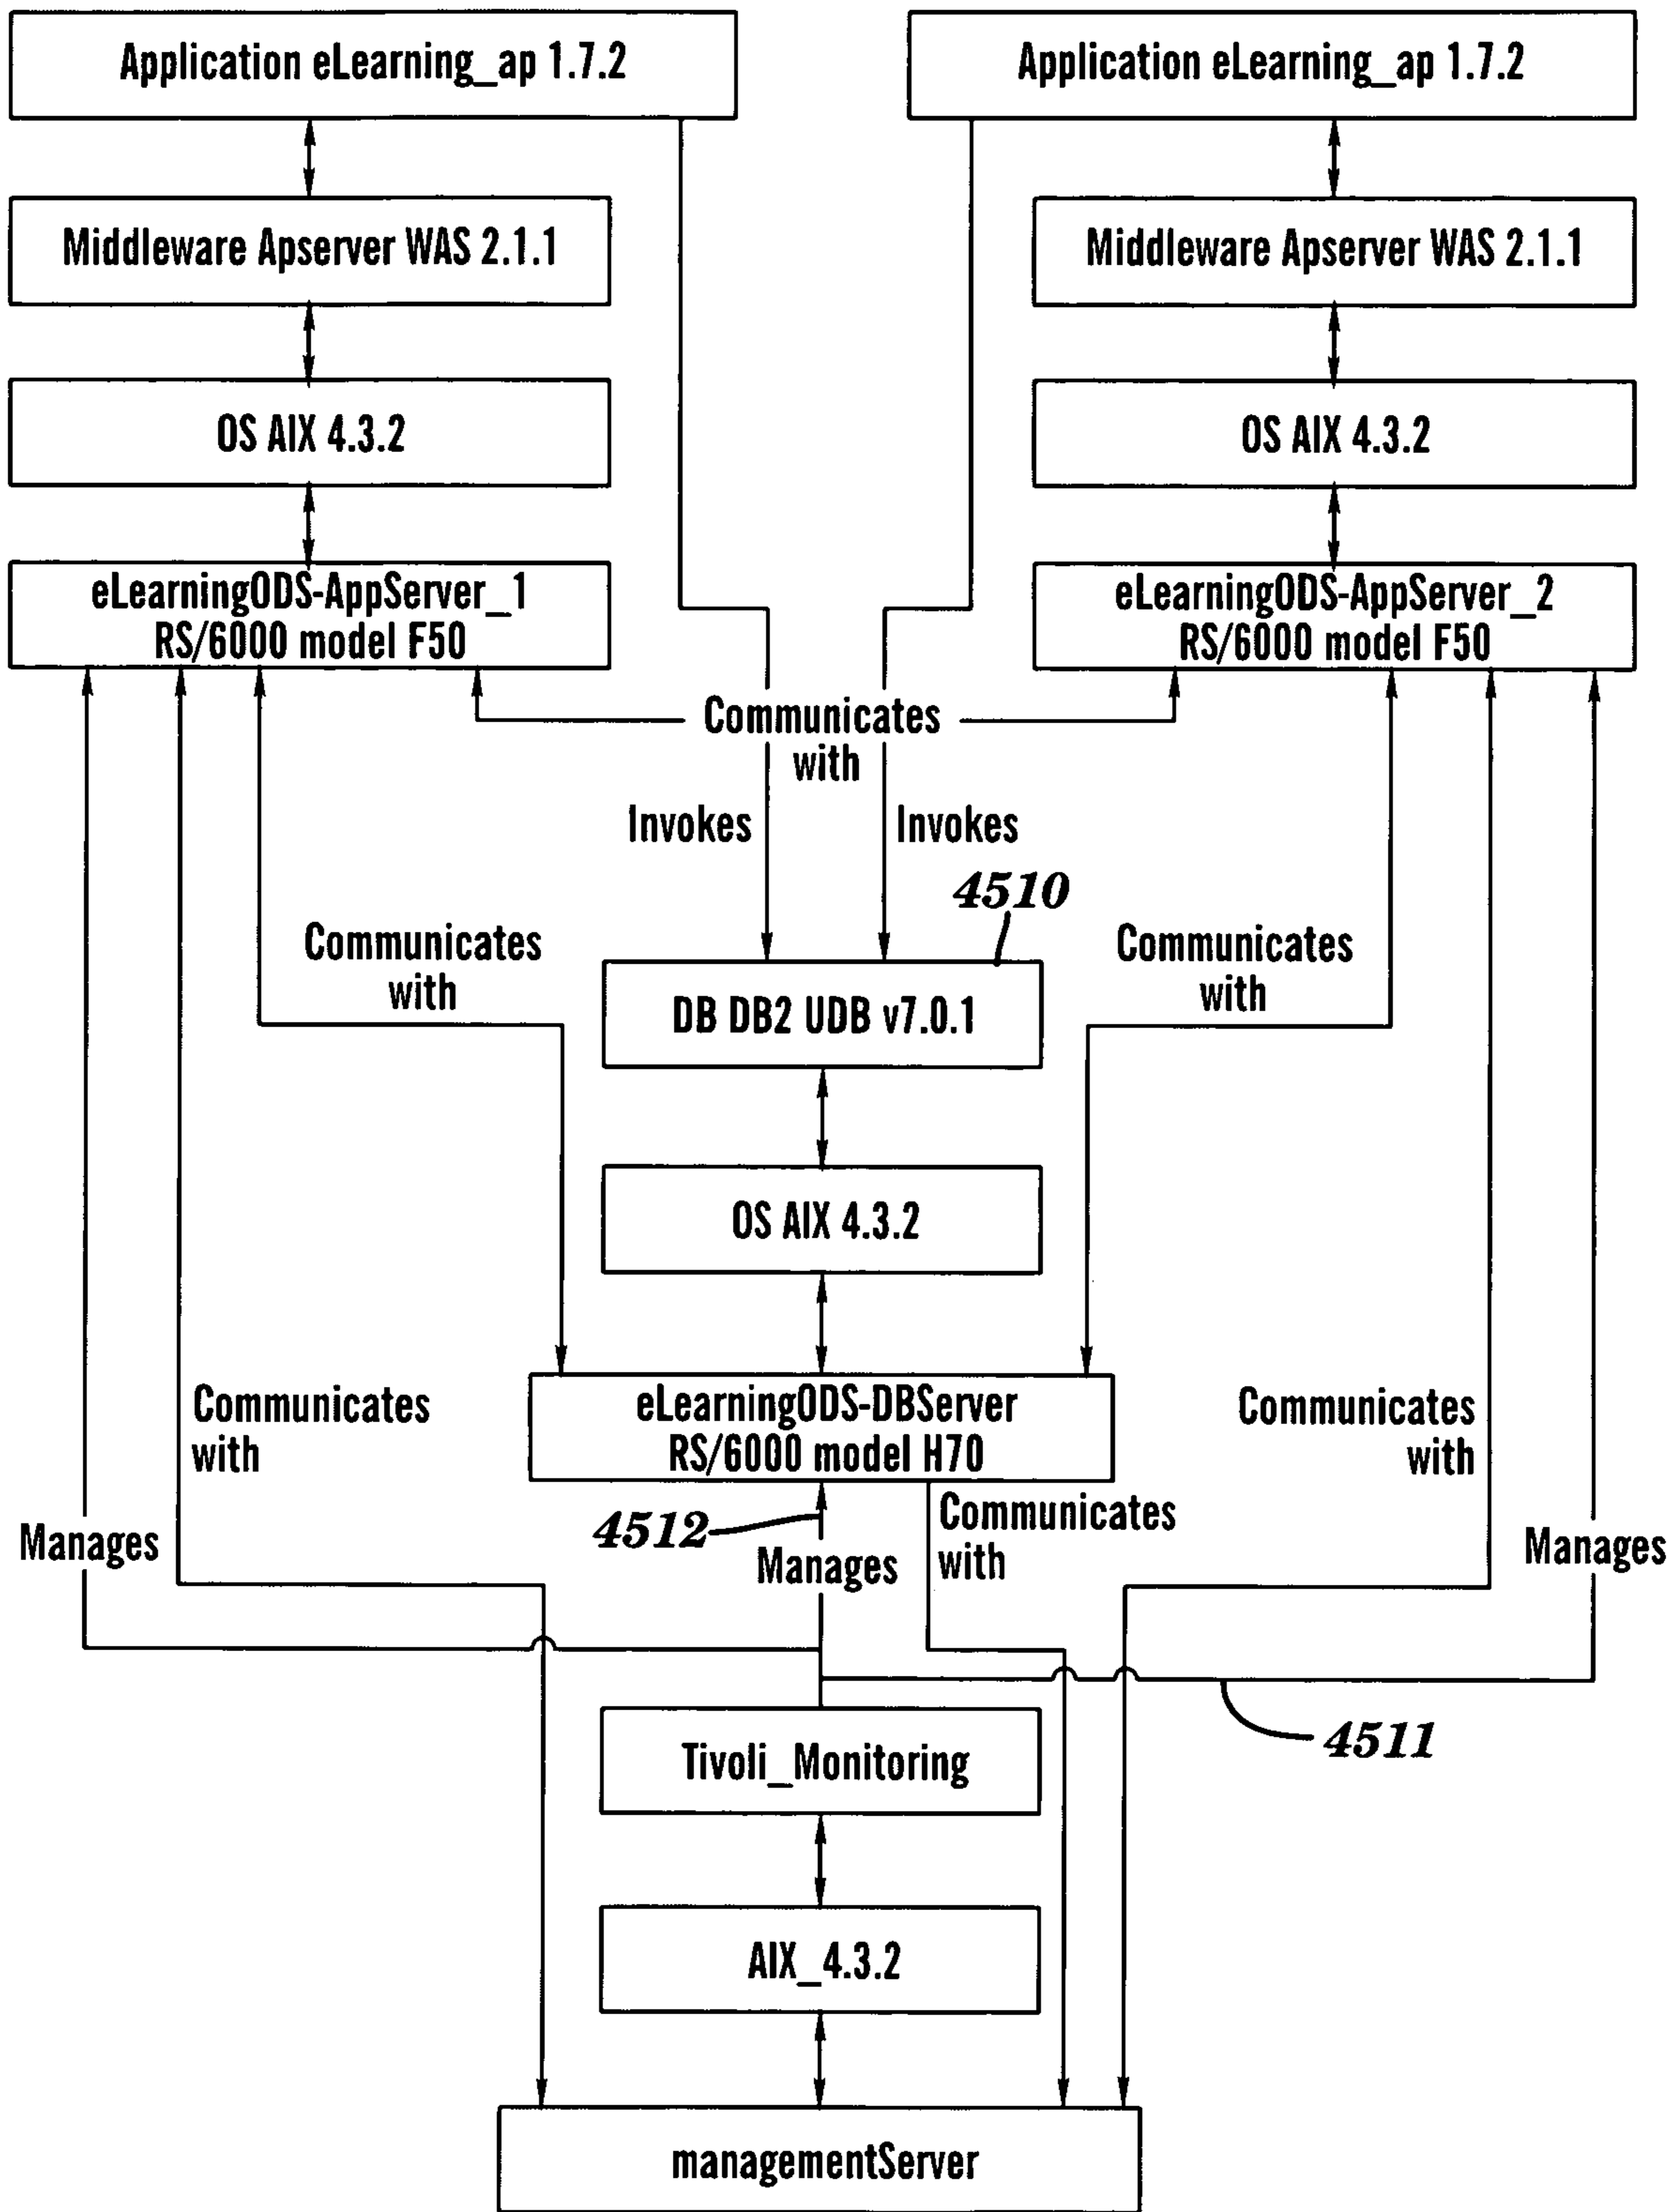 Application eLearning_ap 1.7.2
Application eLearning_ap 1.7.2
Middleware Apserver WAS 2.1.1
Middleware Apserver WAS 2.1.1
OS AIX 4.3.2
OS AIX 4.3.2
eLearningODS-AppServer_1
RS/6000 model F50
eLearningODS-AppServer_2
RS/6000 model F50
Communicates
with
Invokes
Invokes
4510
Communicates
with
Communicates
with
DB DB2 UDB v7.0.1
OS AIX 4.3.2
Communicates
with
eLearningODS-DBServer
RS/6000 model H70
Communicates
with
Manages
4512
Manages
Communicates
with
Manages
4511
Tivoli_Monitoring
AIX_4.3.2
managementServer